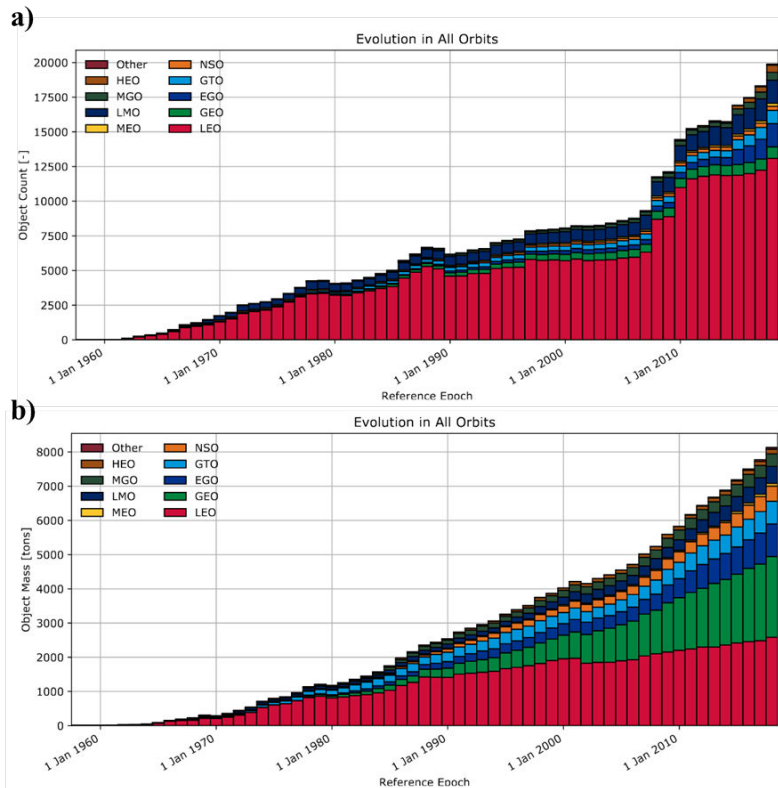 a)
Evolution in All Orbits
Other NSO
HEO GTO
MGO EGO
LMO GEO
MEO LEO
Object Count [-]
20000
17500
15000
12500
10000
7500
5000
2500
0
1 Jan 1960 1 Jan 1970 1 Jan 1980 1 Jan 1990 1 Jan 2000 1 Jan 2010
Reference Epoch
b)
Evolution in All Orbits
Other NSO
HEO GTO
MGO EGO
LMO GEO
MEO LEO
Object Mass [tons]
8000
7000
6000
5000
4000
3000
2000
1000
0
1 Jan 1960 1 Jan 1970 1 Jan 1980 1 Jan 1990 1 Jan 2000 1 Jan 2010
Reference Epoch